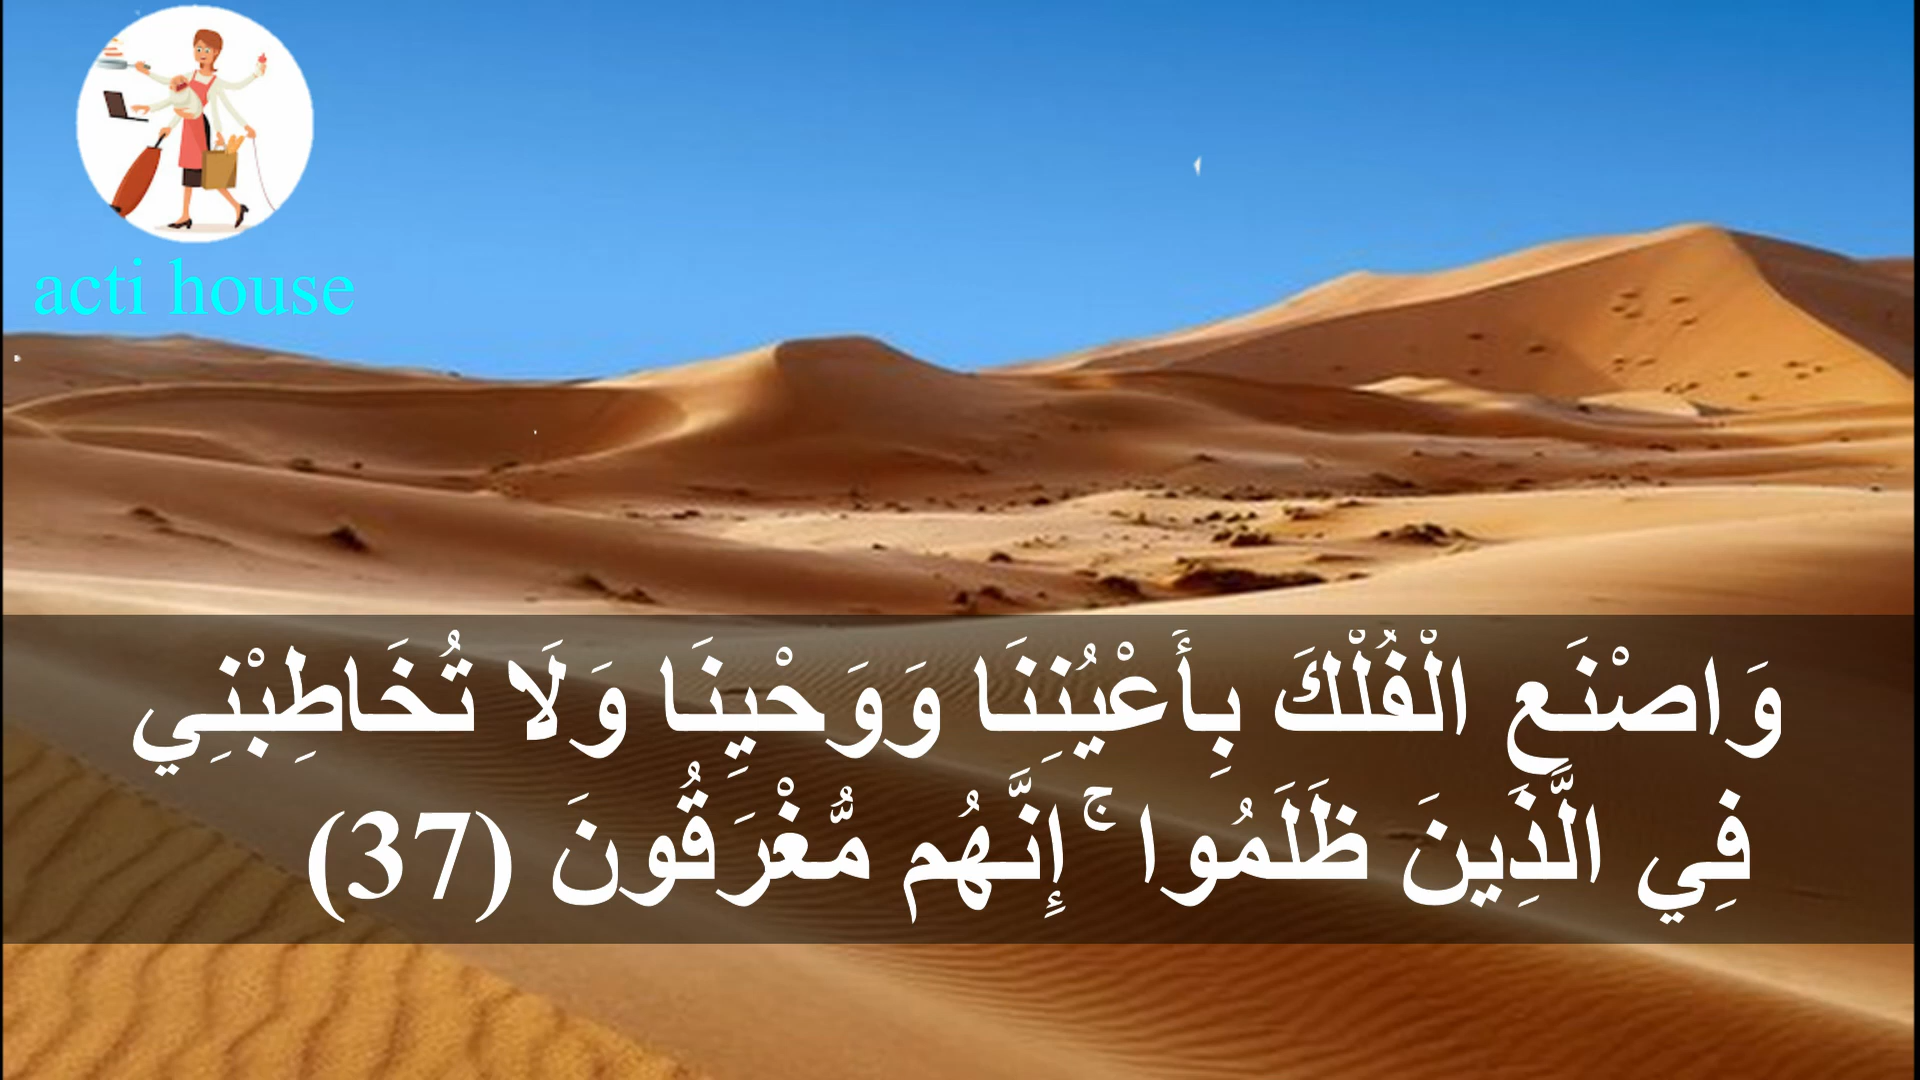 acti house
وَاصْنَعِ الْفُلْكَ بِأَعْيُنِنَا وَوَحْيِنَا وَلَا تُخَاطِبْنِي
فِي الَّذِينَ ظَلَمُوا ۚ إِنَّهُم مُّغْرَقُونَ (37)